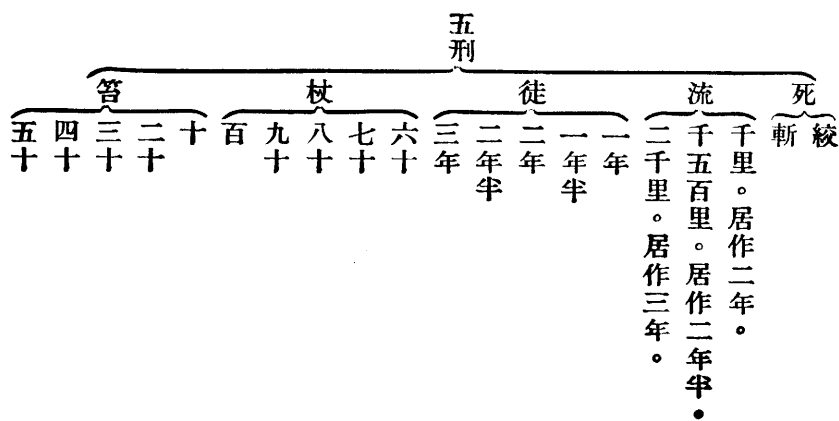 五刑
死
絞
斬
流
千里。居作二年。
千五百里。居作二年半。
二千里。居作三年。
徒
一年
一年半
二年
二年半
三年
杖
六十
七十
八十
九十
百
笞
十
二十
三十
四十
五十